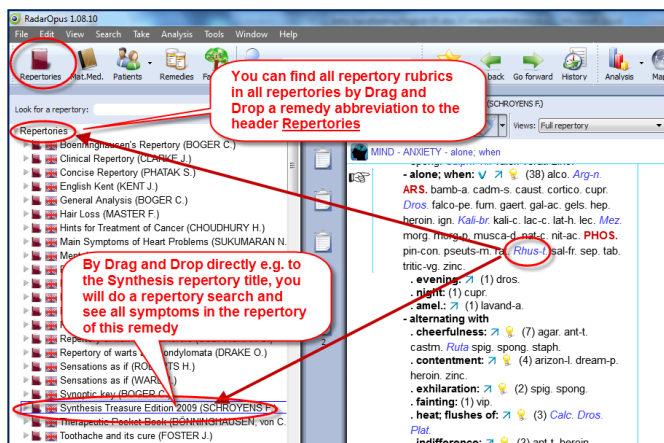 RadarOpus 1.08.10
File Edit View Search Take Analysis Tools Window Help
Repertories Mat.Med. Patients Remedies back Go forward History Analysis
You can find all repertory rubrics
in all repertories by Drag and
Drop a remedy abbreviation to the
header Repertories
Look for a repertory:
SCHROYENS F.)
Views: Full repertory
Repertories
Boenninghausen's Repertory (BOGER C.)
Clinical Repertory (CLARKE J.)
Concise Repertory (PHATAK S.)
English Kent (KENT J.)
General Analysis (BOGER C.)
Hair Loss (MASTER F.)
Hints for Treatment of Cancer (CHOUDHURY H.)
Main Symptoms of Heart Problems (SUKUMARAN N.
By Drag and Drop directly e.g. to
the Synthesis repertory title, you
will do a repertory search and
see all symptoms in the repertory
of this remedy
Repertory of warts ondylomata (DRAKE O.)
Sensations as if (ROBERTS H.)
Sensations as if (WARD
Synoptic key (BOGER C.)
Synthesis Treasure Edition 2009 (SCHROYENS F.)
Therapeutic Pocket Book (BÖNNINGHAUSEN, von C.
Toothache and its cure (FOSTER J.)
2
MIND - ANXIETY - alone; when
- alone; when: (38) alco. Arg-n.
ARS. bamb-a. cadm-s. caust. cortico. cupr.
Dros. falco-pe. fum. gaert. gal-ac. gels. hep.
heroin. ign. Kali-br. kali-c. lac-c. lat-h. lec. Mez.
morg. morg-p. musca-d. nat-c. nit-ac. PHOS.
pin-con. pseuts-m. Rhus-t. sal-fr. sep. tab.
tritic-vg. zinc.
. evening: (1) dros.
. night: (1) cupr.
. amel.: (1) lavand-a.
- alternating with
. cheerfulness: (7) agar. ant-t.
castm. Ruta spig. spong. staph.
. contentment: (4) arizon-l. dream-p.
heroin. zinc.
. exhilaration: (2) spig. spong.
. fainting: (1) vip.
. heat; flushes of: (3) Calc. Dros.
Plat.
. indifference: (3) ant-t. heroin